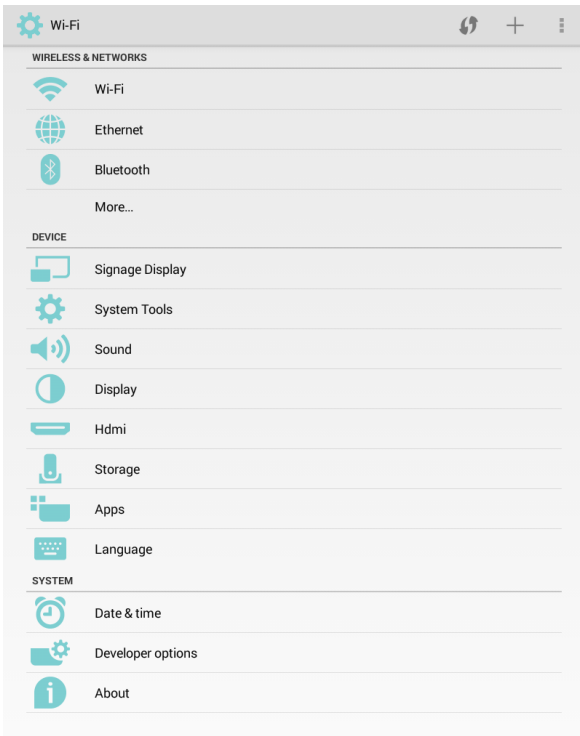 Wi-Fi
WIRELESS & NETWORKS
Wi-Fi
Ethernet
Bluetooth
More...
DEVICE
Signage Display
System Tools
Sound
Display
Hdmi
Storage
Apps
Language
SYSTEM
Date & time
Developer options
About